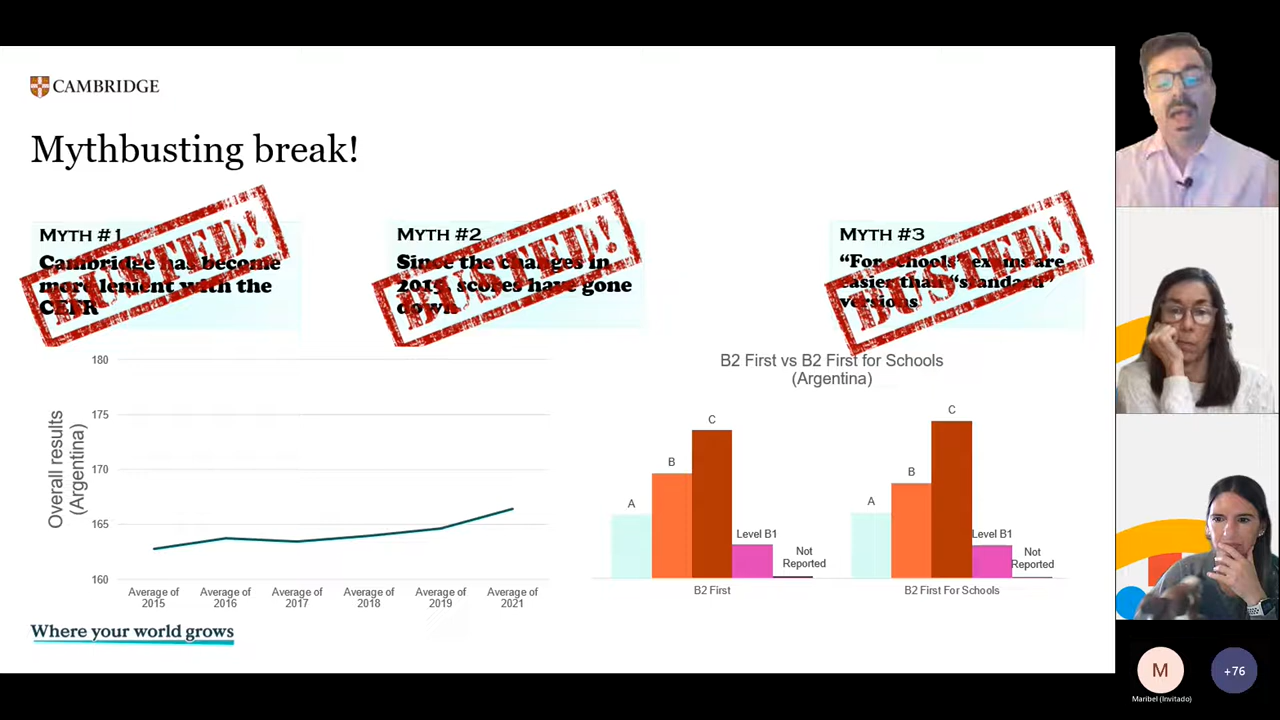 CAMBRIDGE
Mythbusting break!
MYTH #1
Cambridge has become
more lenient with the
CEFR
BUSTED!
MYTH #2
Since the changes in
2015, scores have gone
down
BUSTED!
MYTH #3
“For schools” exams are
easier than “standard”
versions
BUSTED!
Overall results
(Argentina)
180
175
170
165
160
Average of
2015
Average of
2016
Average of
2017
Average of
2018
Average of
2019
Average of
2021
B2 First vs B2 First for Schools
(Argentina)
A
B
C
Level B1
Not
Reported
B2 First
A
B
C
Level B1
Not
Reported
B2 First For Schools
Where your world grows
M
Maribel (Invitado)
+76